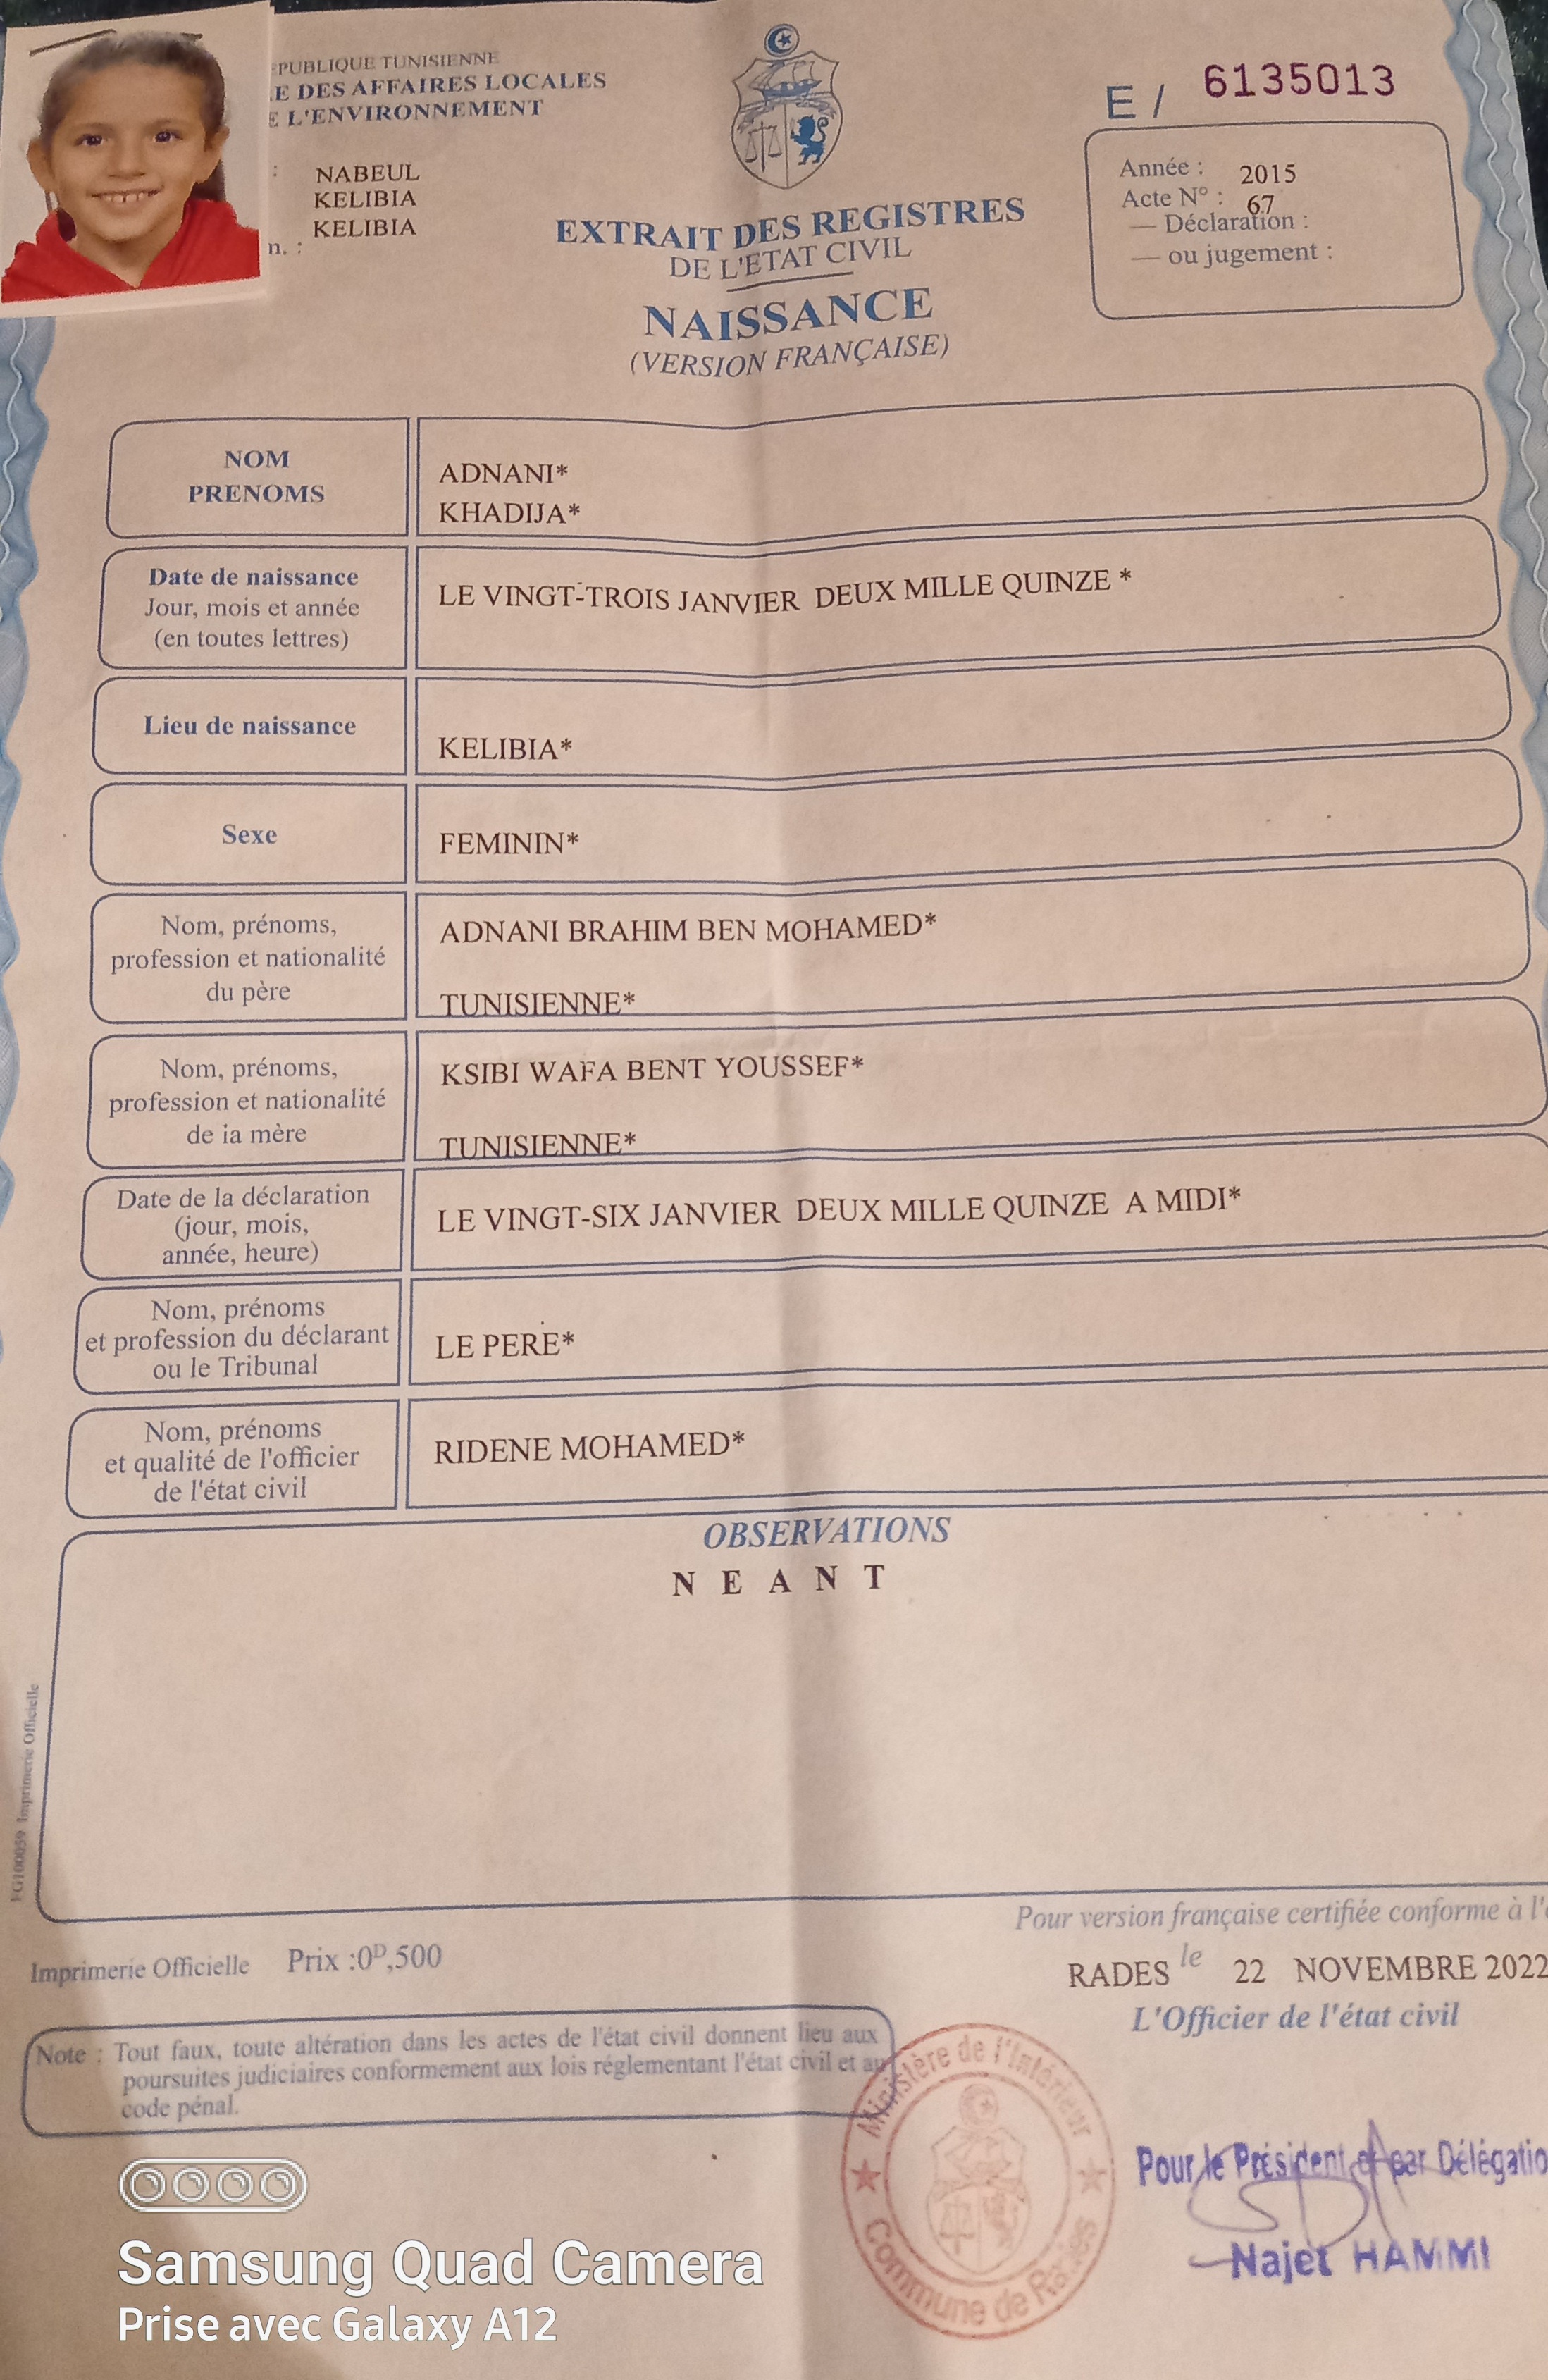 PUBLIQUE TUNISIENNE
E DES AFFAIRES LOCALES
E L'ENVIRONNEMENT
: NABEUL
KELIBIA
n. : KELIBIA
E / 6135013
Année : 2015
Acte N° : 67
— Déclaration :
— ou jugement :
EXTRAIT DES REGISTRES
DE L'ETAT CIVIL
NAISSANCE
(VERSION FRANÇAISE)
NOM
PRENOMS
ADNANI*
KHADIJA*
Date de naissance
Jour, mois et année
(en toutes lettres)
LE VINGT-TROIS JANVIER DEUX MILLE QUINZE *
Lieu de naissance
KELIBIA*
Sexe
FEMININ*
Nom, prénoms,
profession et nationalité
du père
ADNANI BRAHIM BEN MOHAMED*
TUNISIENNE*
Nom, prénoms,
profession et nationalité
de la mère
KSIBI WAFA BENT YOUSSEF*
TUNISIENNE*
Date de la déclaration
(jour, mois,
année, heure)
LE VINGT-SIX JANVIER DEUX MILLE QUINZE A MIDI*
Nom, prénoms
et profession du déclarant
ou le Tribunal
LE PERE*
Nom, prénoms
et qualité de l'officier
de l'état civil
RIDENE MOHAMED*
OBSERVATIONS
N E A N T
FG100059 Imprimerie Officielle
Pour version française certifiée conforme à l'
Imprimerie Officielle Prix :0D,500
RADES le 22 NOVEMBRE 2022
L'Officier de l'état civil
Note : Tout faux, toute altération dans les actes de l'état civil donnent lieu aux
poursuites judiciaires conformement aux lois réglementant l'état civil et au
code pénal.
Ministère de l'Intérieur
Commune de Rades
Pour le Président et par Délégatio
Najet HAMMI
Samsung Quad Camera
Prise avec Galaxy A12